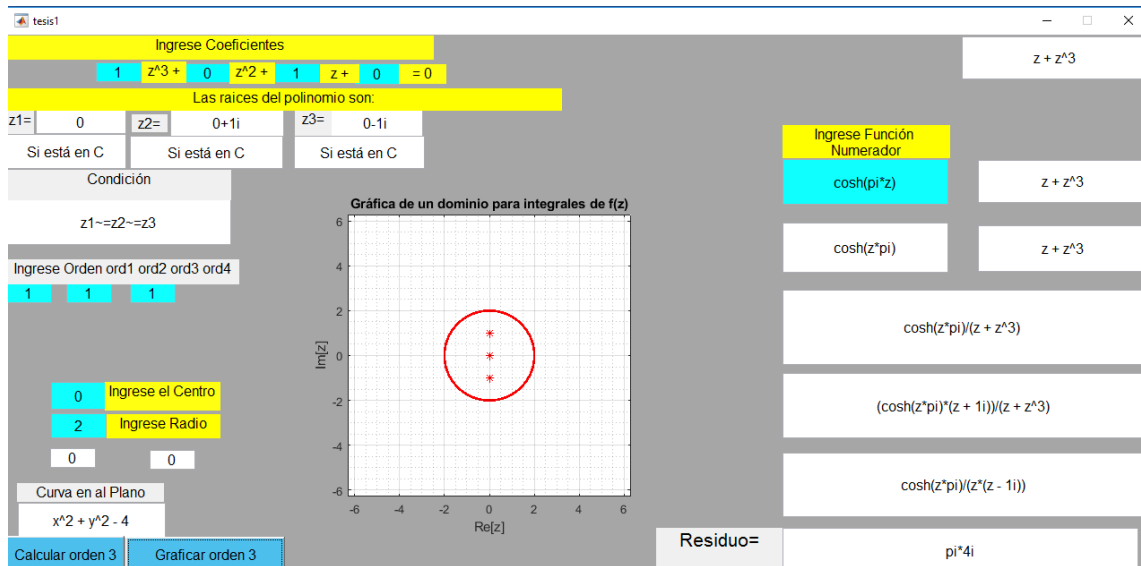 tesis1
Ingrese Coeficientes
1 z^3 + 0 z^2 + 1 z + 0 = 0
z + z^3
Las raices del polinomio son:
z1= 0 z2= 0+1i z3= 0-1i
Si está en C Si está en C Si está en C
Condición
z1~=z2~=z3
Ingrese Orden ord1 ord2 ord3 ord4
1 1 1
0 Ingrese el Centro
2 Ingrese Radio
0 0
Curva en al Plano
x^2 + y^2 - 4
Calcular orden 3 Graficar orden 3
Gráfica de un dominio para integrales de f(z)
6
4
2
0
-2
-4
-6
Im[z]
-6 -4 -2 0 2 4 6
Re[z]
Ingrese Función
Numerador
cosh(pi*z) z + z^3
cosh(z*pi) z + z^3
cosh(z*pi)/(z + z^3)
(cosh(z*pi)*(z + 1i))/(z + z^3)
cosh(z*pi)/(z*(z - 1i))
Residuo= pi*4i